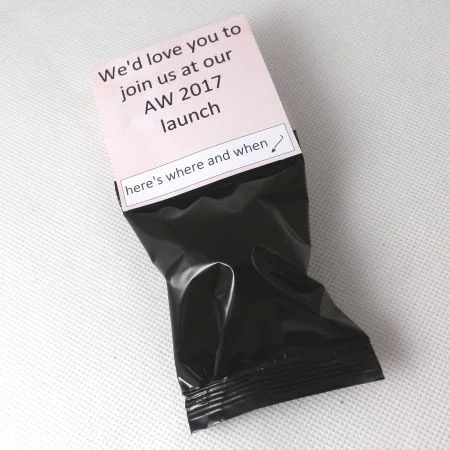 We'd love you to
join us at our
AW 2017
launch
here's where and when